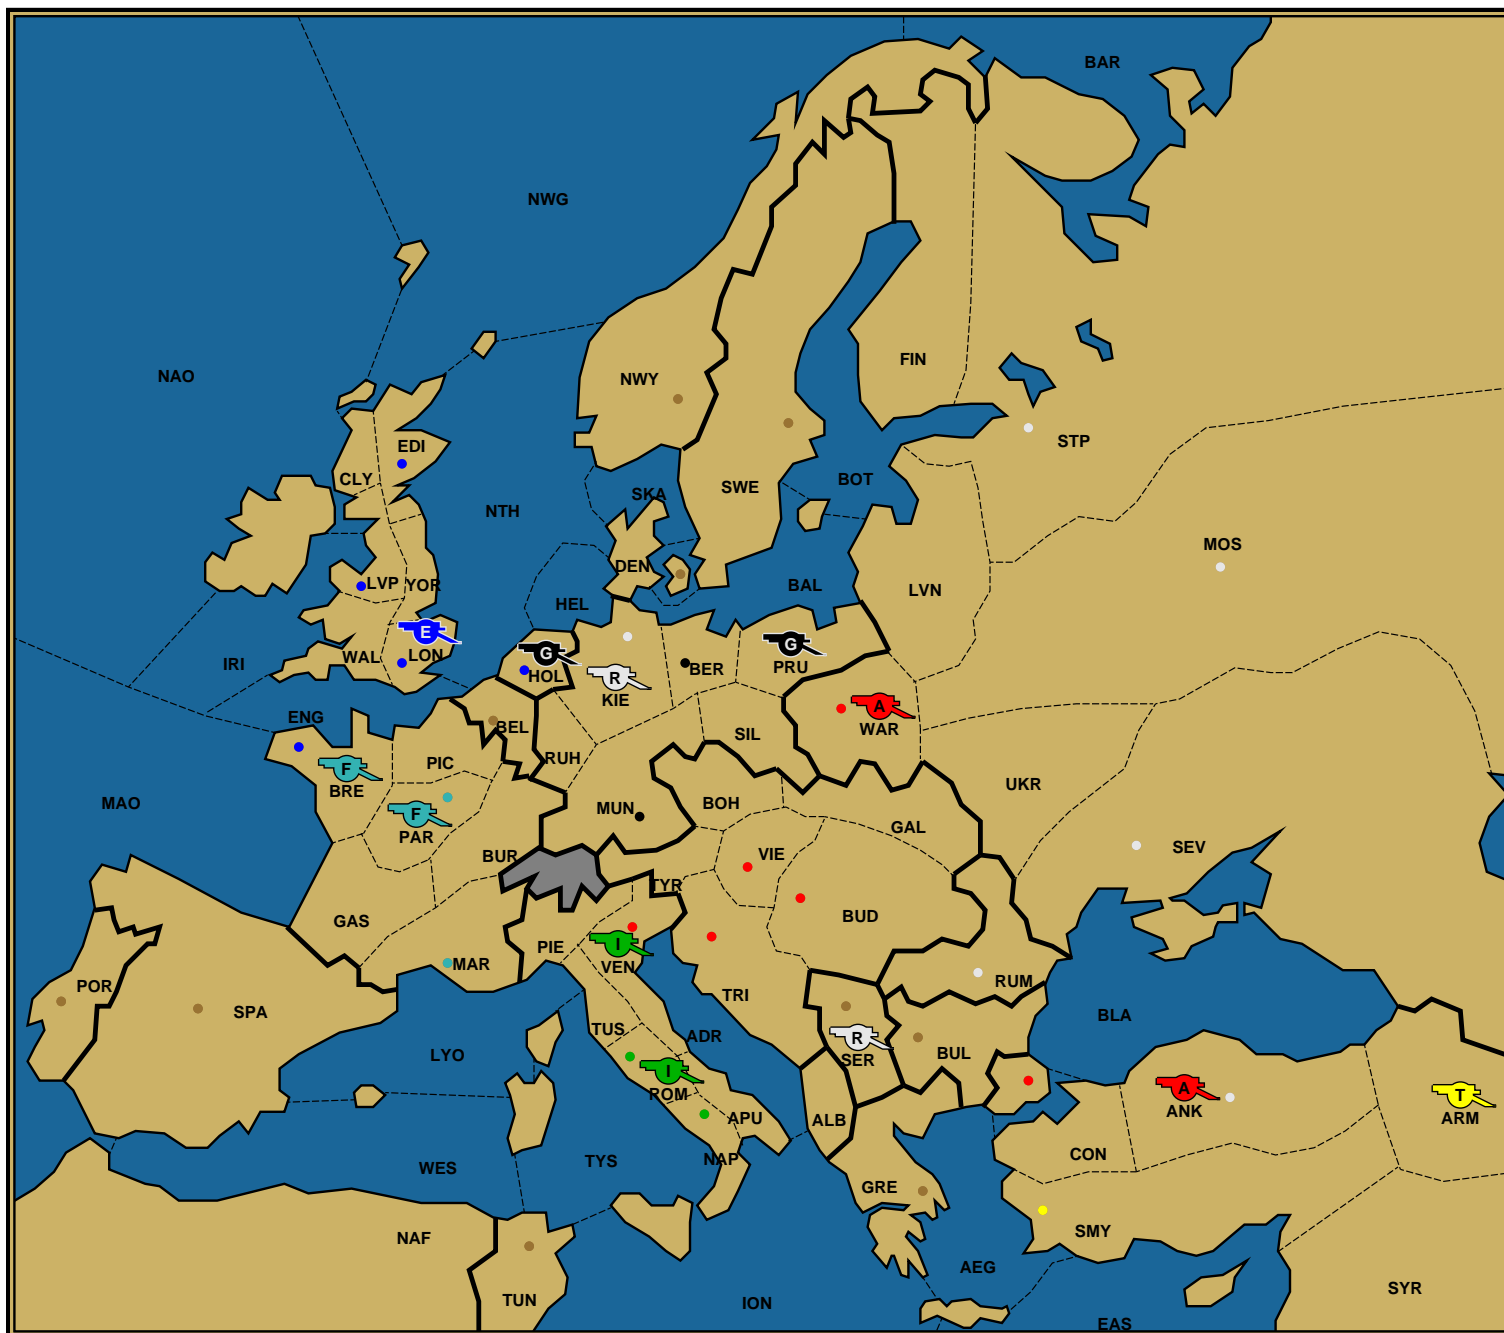 BAR
NWG
NAO
FIN
NWY
STP
EDI
CLY
BOT
SWE
SKA
NTH
MOS
DEN
LVP
YOR
BAL
LVN
HEL
E
G
G
IRI
WAL
LON
HOL
R
BER
PRU
KIE
A
WAR
ENG
BEL
SIL
RUH
PIC
F
BRE
UKR
MAO
BOH
MUN
F
PAR
GAL
SEV
BUR
VIE
TYR
GAS
BUD
I
PIE
VEN
MAR
RUM
POR
TRI
SPA
BLA
TUS
ADR
R
SER
BUL
LYO
I
ROM
A
ANK
T
ARM
APU
ALB
CON
NAP
TYS
WES
GRE
SMY
NAF
AEG
SYR
TUN
ION
EAS